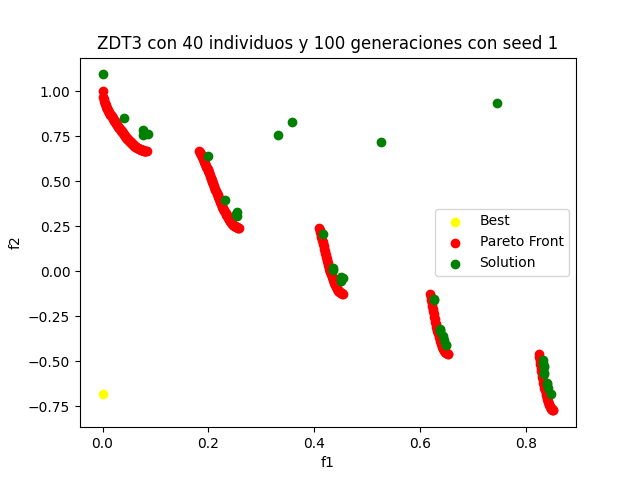 ZDT3 con 40 individuos y 100 generaciones con seed 1
f2
1.00
0.75
0.50
0.25
0.00
−0.25
−0.50
−0.75
Best
Pareto Front
Solution
0.0 0.2 0.4 0.6 0.8
f1